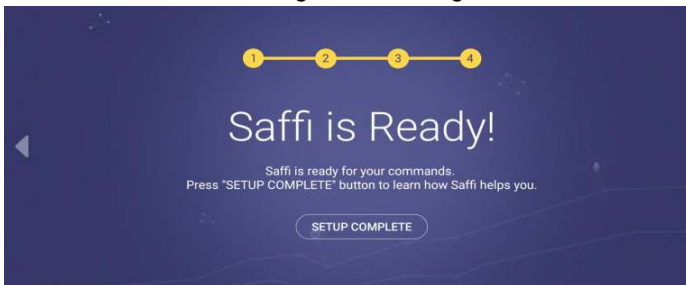 1 2 3 4
Saffi is Ready!
Saffi is ready for your commands.
Press "SETUP COMPLETE" button to learn how Saffi helps you.
SETUP COMPLETE